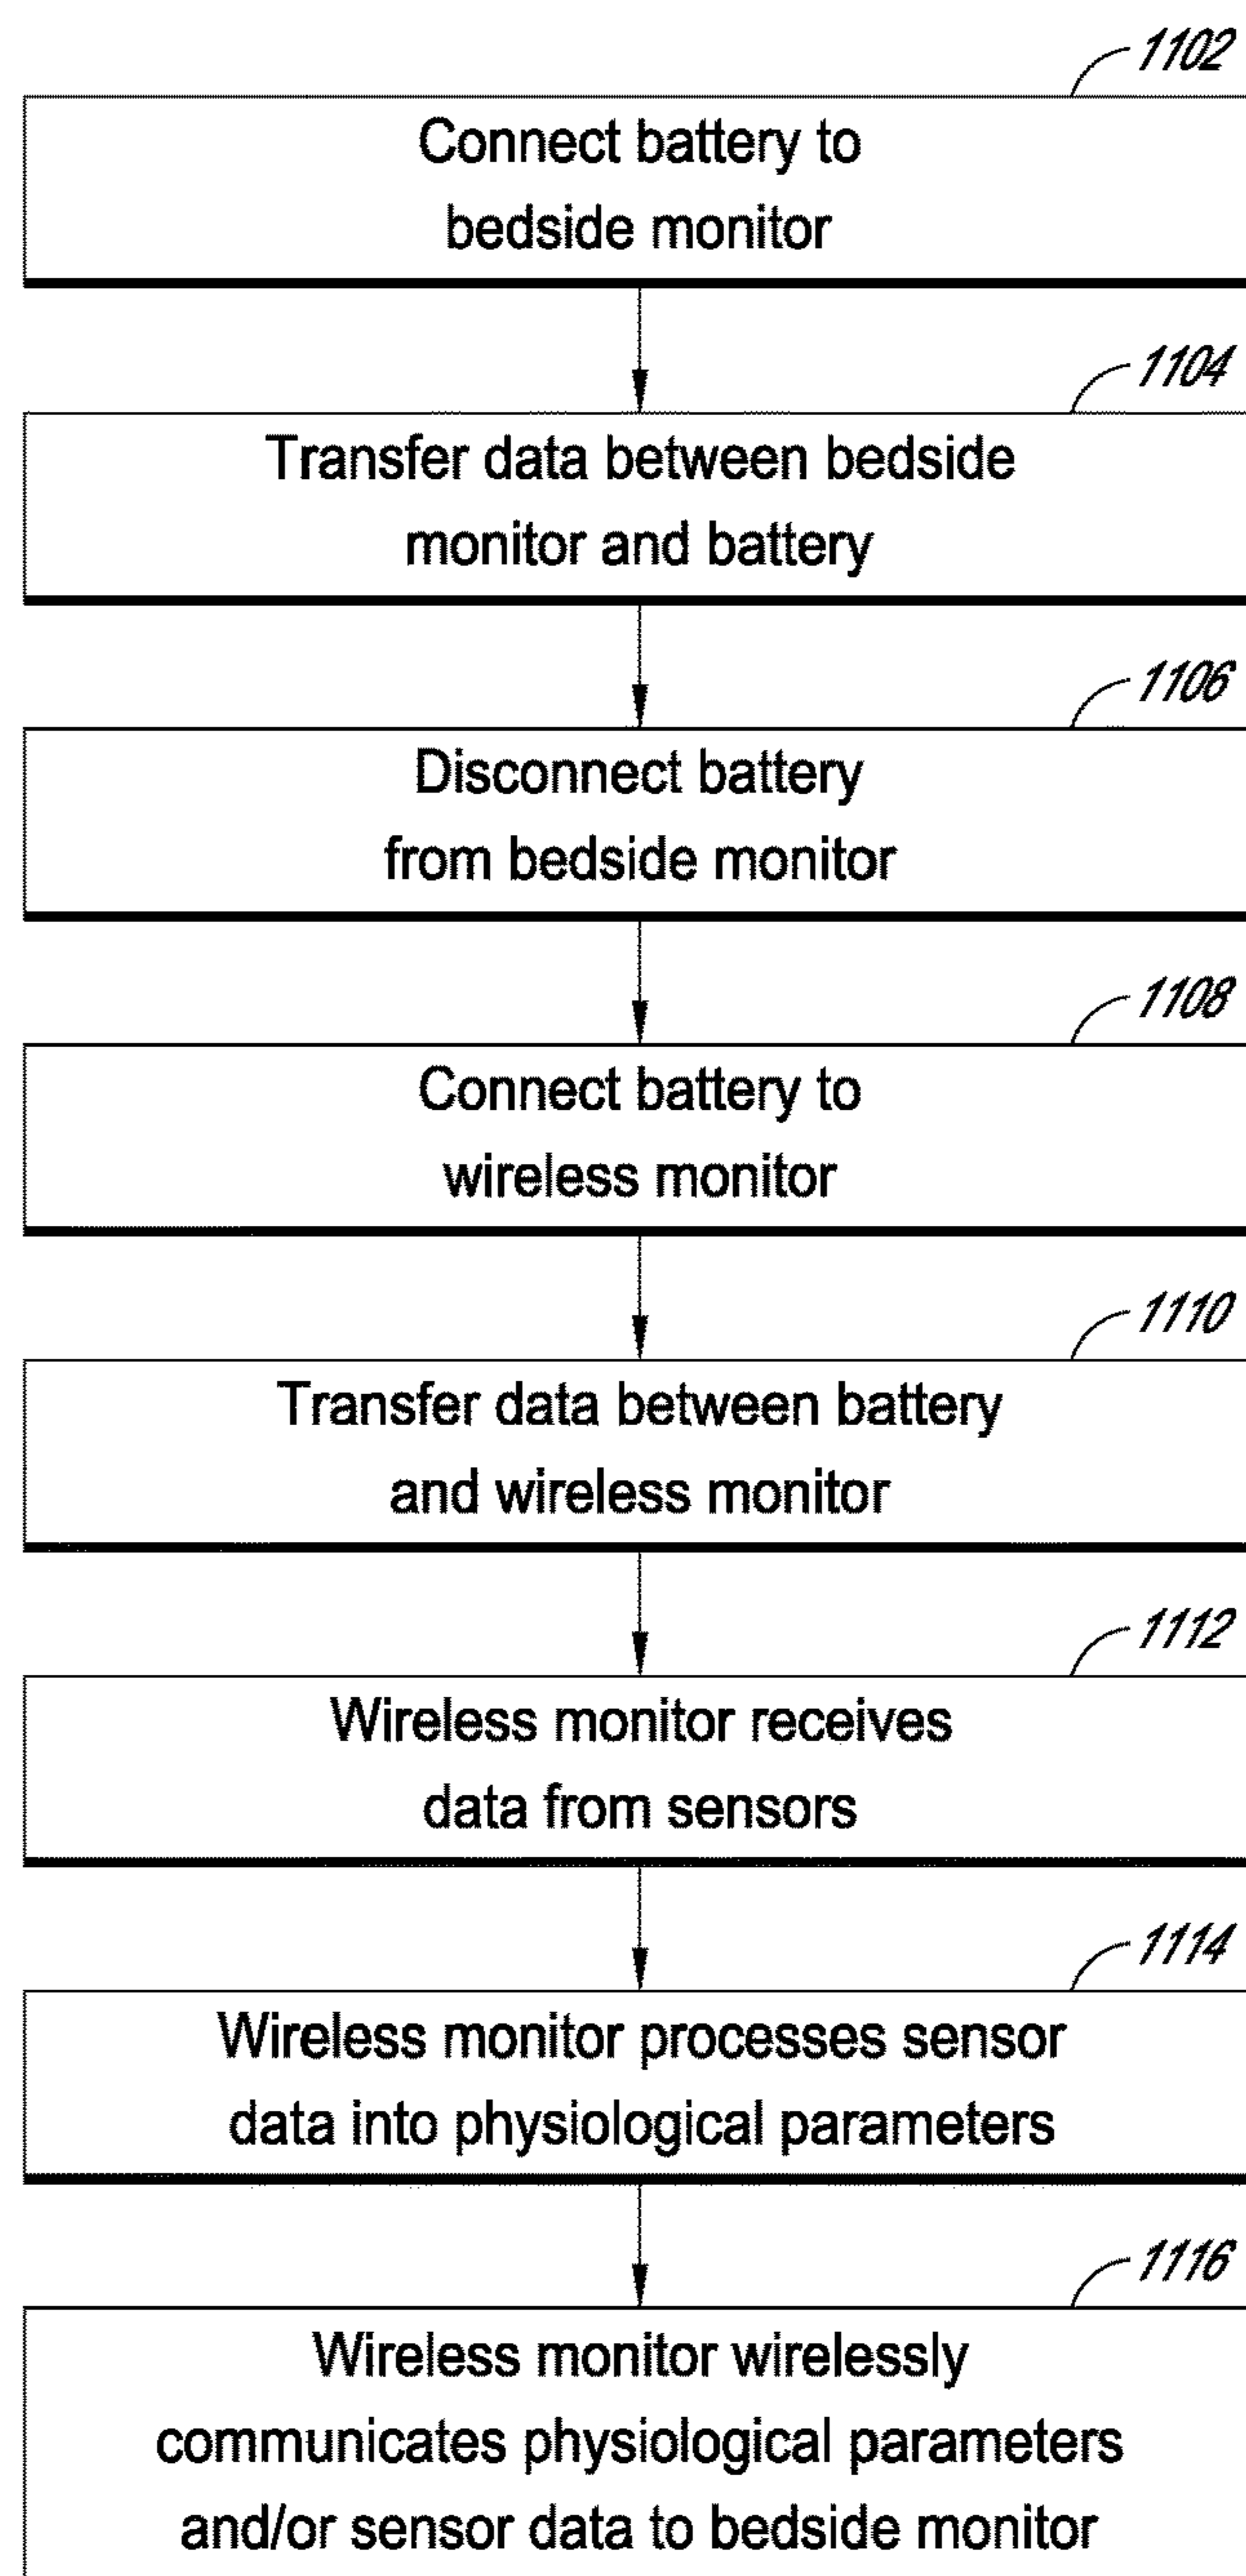 1102
Connect battery to
bedside monitor
1104
Transfer data between bedside
monitor and battery
1106
Disconnect battery
from bedside monitor
1108
Connect battery to
wireless monitor
1110
Transfer data between battery
and wireless monitor
1112
Wireless monitor receives
data from sensors
1114
Wireless monitor processes sensor
data into physiological parameters
1116
Wireless monitor wirelessly
communicates physiological parameters
and/or sensor data to bedside monitor